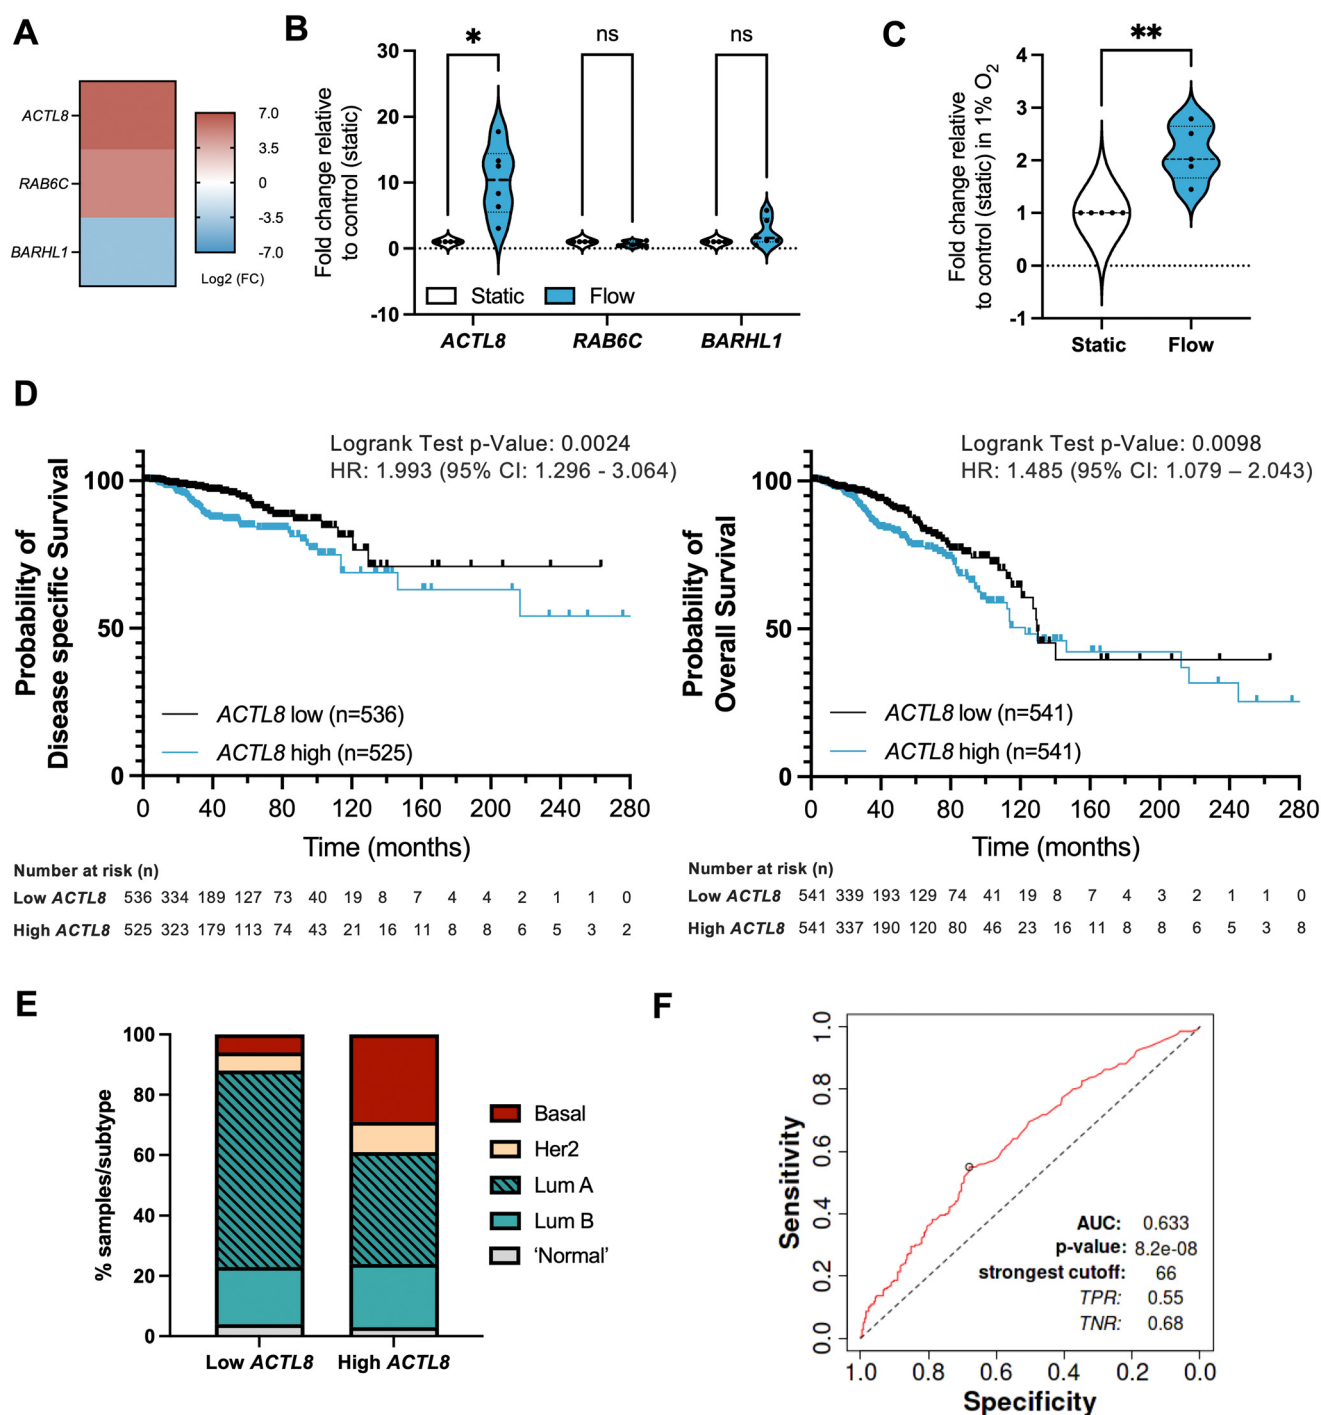 A
ACTL8
RAB6C
BARHL1
7.0
3.5
0
-3.5
-7.0
Log2 (FC)
B
Fold change relative
to control (static)
30
20
10
0
-10
*
ns
ns
Static
Flow
ACTL8
RAB6C
BARHL1
C
Fold change relative
to control (static) in 1% O2
4
3
2
1
0
-1
**
Static
Flow
D
Logrank Test p-Value: 0.0024
HR: 1.993 (95% CI: 1.296 - 3.064)
Probability of
Disease specific Survival
100
50
0
ACTL8 low (n=536)
ACTL8 high (n=525)
0 40 80 120 160 200 240 280
Time (months)
Number at risk (n)
Low ACTL8 536 334 189 127 73 40 19 8 7 4 4 2 1 1 0
High ACTL8 525 323 179 113 74 43 21 16 11 8 8 6 5 3 2
Logrank Test p-Value: 0.0098
HR: 1.485 (95% CI: 1.079 – 2.043)
Probability of
Overall Survival
100
50
0
ACTL8 low (n=541)
ACTL8 high (n=541)
0 40 80 120 160 200 240 280
Time (months)
Number at risk (n)
Low ACTL8 541 339 193 129 74 41 19 8 7 4 3 2 1 1 0
High ACTL8 541 337 190 120 80 46 23 16 11 8 8 6 5 3 8
E
% samples/subtype
100
80
60
40
20
0
Low ACTL8
High ACTL8
Basal
Her2
Lum A
Lum B
‘Normal’
F
Sensitivity
1.0
0.8
0.6
0.4
0.2
0.0
AUC: 0.633
p-value: 8.2e-08
strongest cutoff: 66
TPR: 0.55
TNR: 0.68
1.0 0.8 0.6 0.4 0.2 0.0
Specificity